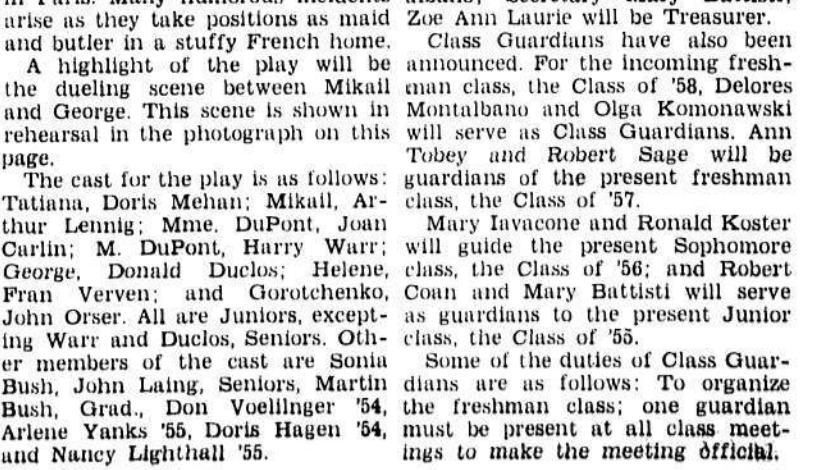 arise as they take positions as maid
and butler in a stuffy French home.
A highlight of the play will be
the dueling scene between Mikail
and George. This scene is shown in
rehearsal in the photograph on this
page.
The cast for the play is as follows:
Tatiana, Doris Mehan; Mikail, Ar-
thur Lennig; Mme. DuPont, Joan
Carlin; M. DuPont, Harry Warr;
George, Donald Duclos; Helene,
Fran Verven; and Gorotchenko,
John Orser. All are Juniors, except-
ing Warr and Duclos, Seniors. Oth-
er members of the cast are Sonia
Bush, John Laing, Seniors, Martin
Bush, Grad., Don Voelilnger '54,
Arlene Yanks '55, Doris Hagen '54,
and Nancy Lighthall '55.
Zoe Ann Laurie will be Treasurer.
Class Guardians have also been
announced. For the incoming fresh-
man class, the Class of '58, Delores
Montalbano and Olga Komonawski
will serve as Class Guardians. Ann
Tobey and Robert Sage will be
guardians of the present freshman
class, the Class of '57.
Mary Iavacone and Ronald Koster
will guide the present Sophomore
class, the Class of '56; and Robert
Coan and Mary Battisti will serve
as guardians to the present Junior
class, the Class of '55.
Some of the duties of Class Guar-
dians are as follows: To organize
the freshman class; one guardian
must be present at all class meet-
ings to make the meeting official.